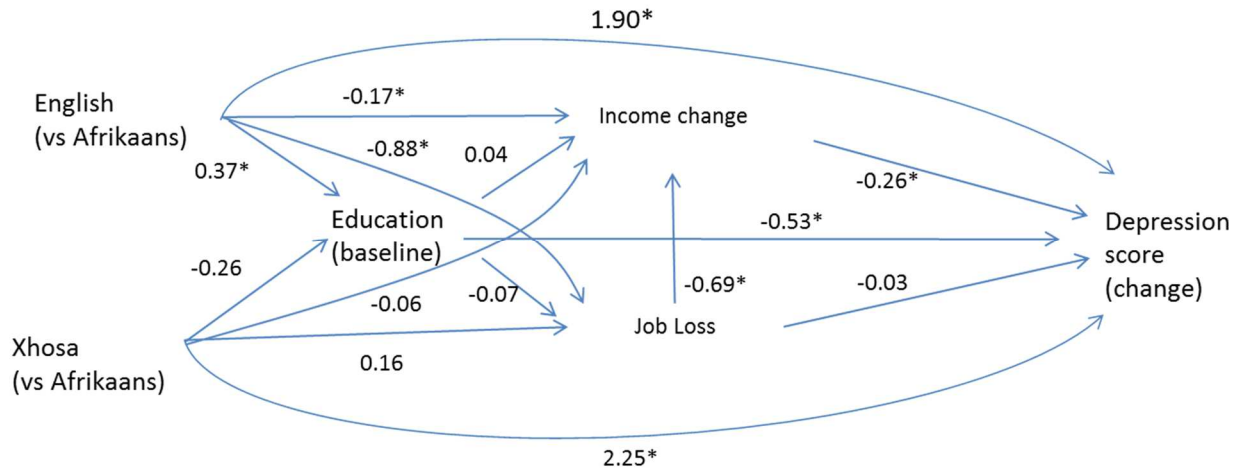 1.90*
English
(vs Afrikaans)
-0.17*
Income change
-0.88*
0.04
0.37*
-0.26*
Education
(baseline)
-0.53*
Depression
score
(change)
-0.26
-0.06
-0.07
-0.69*
-0.03
Job Loss
Xhosa
(vs Afrikaans)
0.16
2.25*